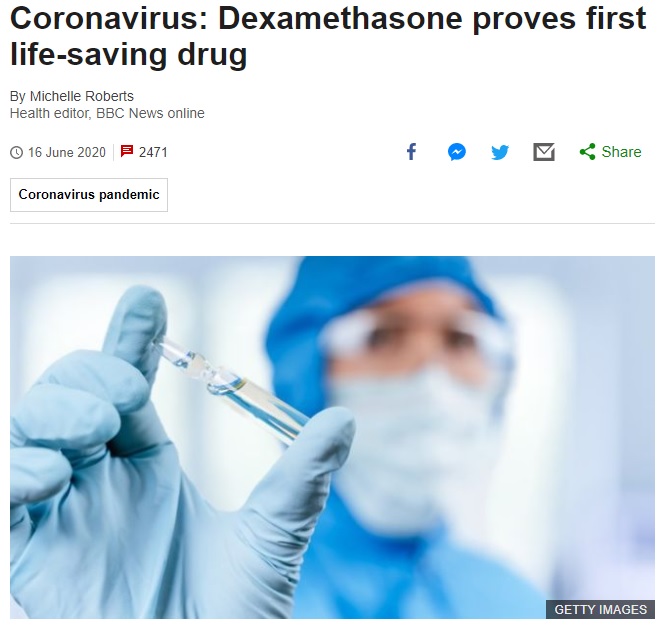 Coronavirus: Dexamethasone proves first
life-saving drug
By Michelle Roberts
Health editor, BBC News online
16 June 2020
2471
Share
Coronavirus pandemic
GETTY IMAGES